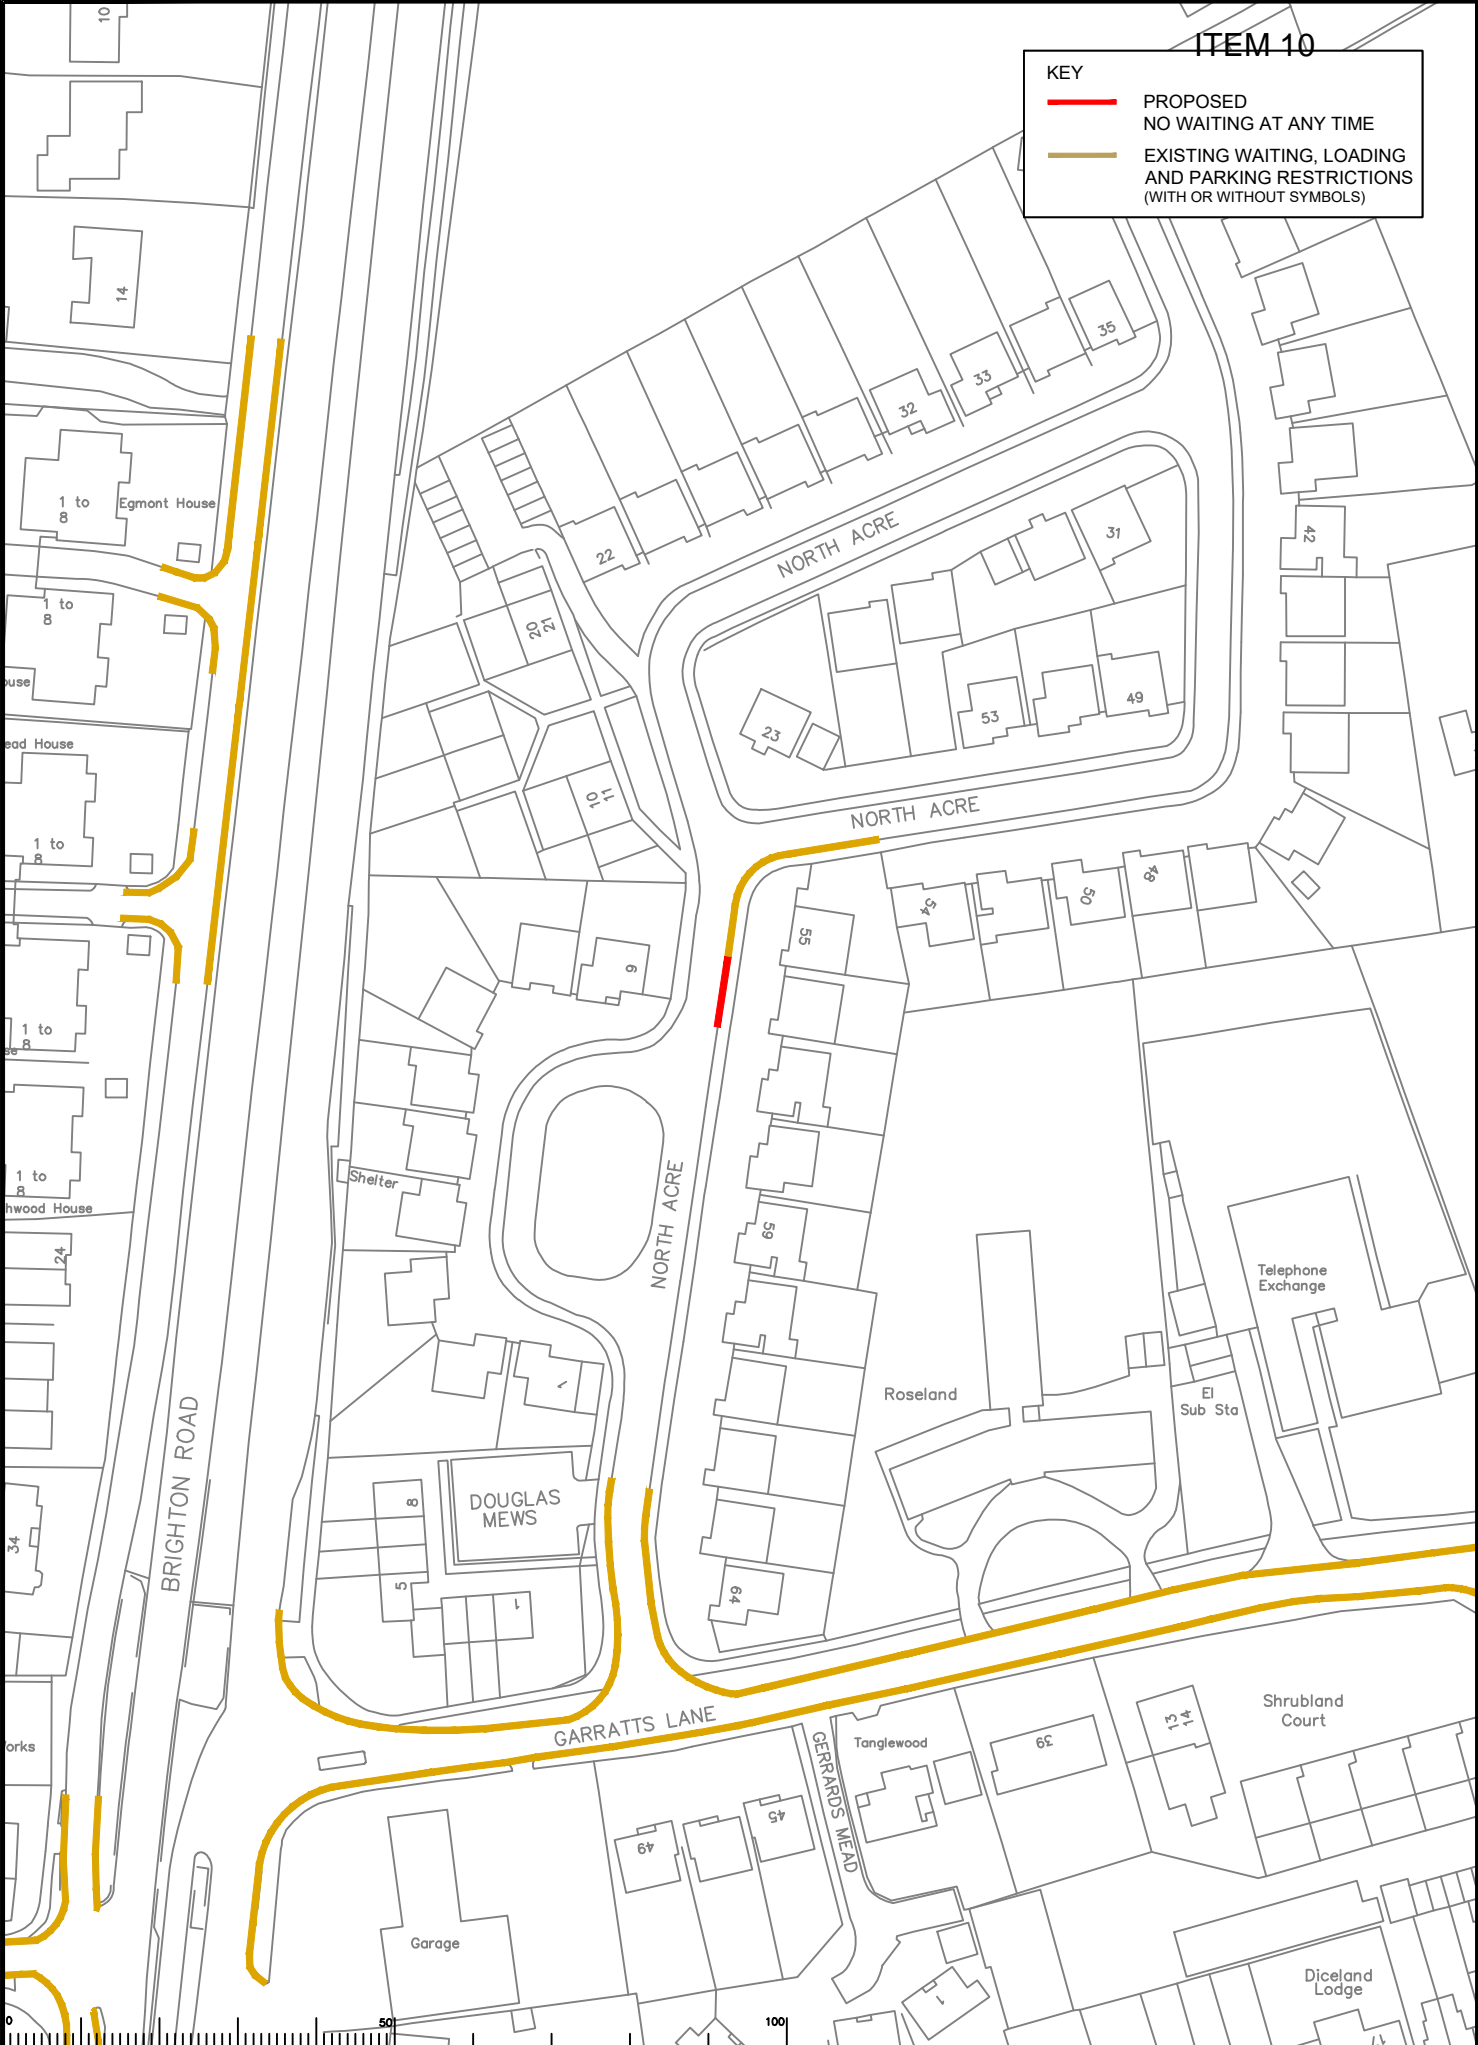 ITEM 10
KEY
PROPOSED
NO WAITING AT ANY TIME
EXISTING WAITING, LOADING
AND PARKING RESTRICTIONS
(WITH OR WITHOUT SYMBOLS)
10
14
35
33
32
1 to
8
Egmont House
NORTH ACRE
31
42
22
1 to
8
20
21
ouse
49
53
23
ead House
10
11
NORTH ACRE
1 to
8
48
50
54
55
6
1 to
8
se
Shelter
1 to
8
hwood House
NORTH ACRE
59
24
Telephone
Exchange
1
Roseland
El
Sub Sta
BRIGHTON ROAD
8
DOUGLAS
MEWS
34
5
1
64
GARRATTS LANE
Shrubland
Court
13
14
orks
GERRARDS MEAD
Tanglewood
39
45
49
Garage
Diceland
Lodge
1
17
0
50
100